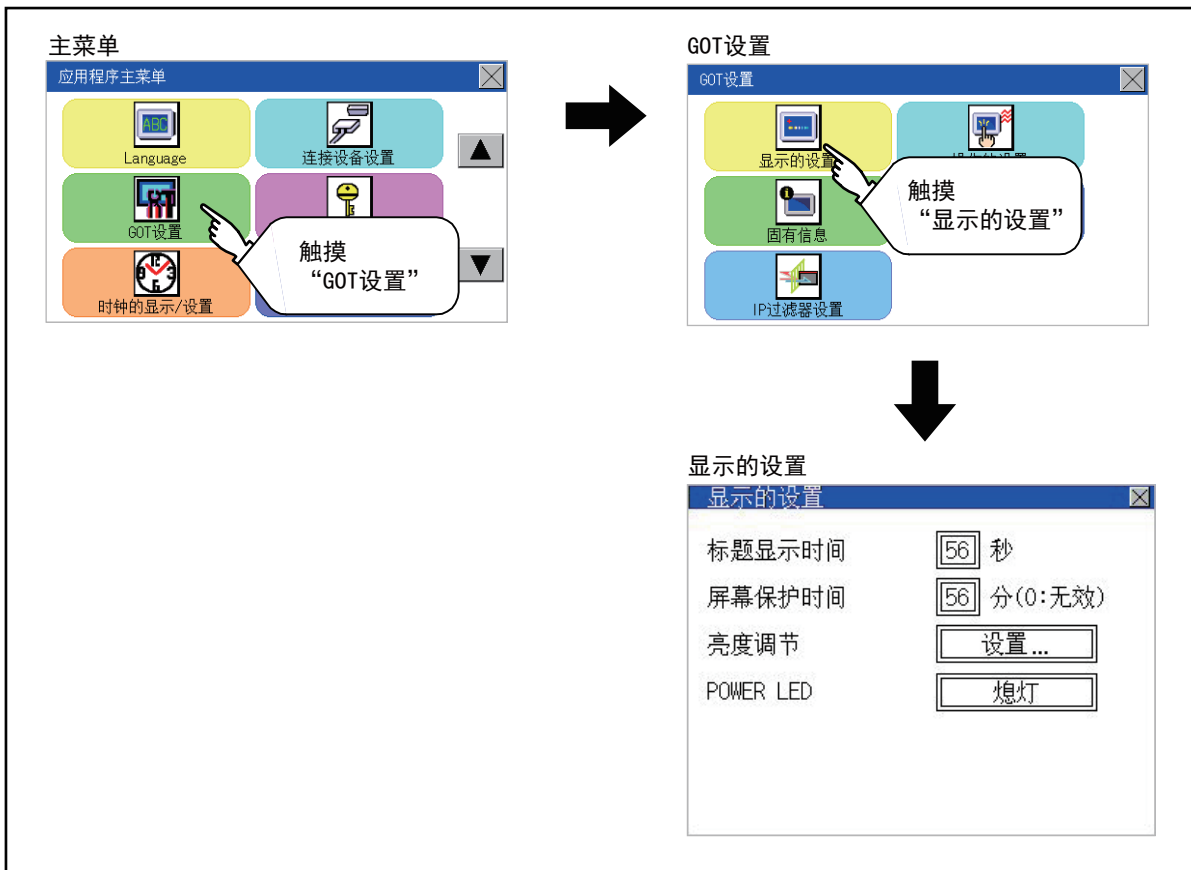 主菜单
应用程序主菜单
ABC
Language
连接设备设置
GOT设置
时钟的显示/设置
触摸
“GOT设置”
GOT设置
GOT设置
显示的设置
固有信息
IP过滤器设置
触摸
“显示的设置”
显示的设置
显示的设置
标题显示时间 56 秒
屏幕保护时间 56 分(0:无效)
亮度调节 设置...
POWER LED 熄灯